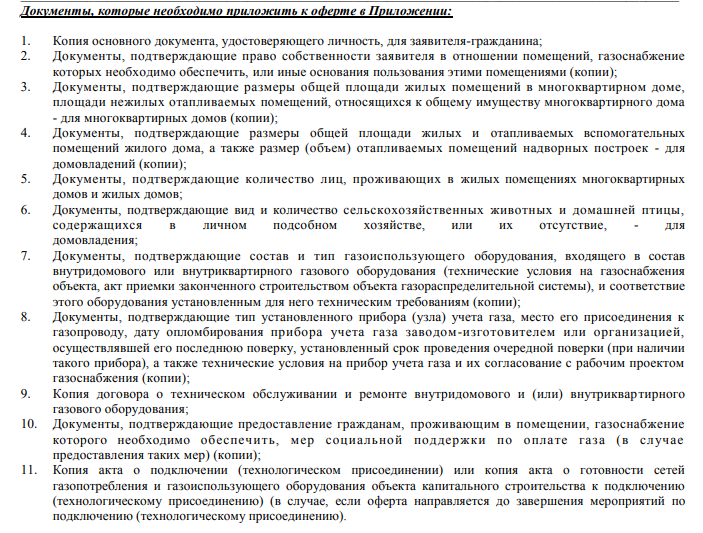 Документы, которые необходимо приложить к оферте в Приложении:
1. Копия основного документа, удостоверяющего личность, для заявителя-гражданина;
2. Документы, подтверждающие право собственности заявителя в отношении помещений, газоснабжение
которых необходимо обеспечить, или иные основания пользования этими помещениями (копии);
3. Документы, подтверждающие размеры общей площади жилых помещений в многоквартирном доме,
площади нежилых отапливаемых помещений, относящихся к общему имуществу многоквартирного дома
- для многоквартирных домов (копии);
4. Документы, подтверждающие размеры общей площади жилых и отапливаемых вспомогательных
помещений жилого дома, а также размер (объем) отапливаемых помещений надворных построек - для
домовладений (копии);
5. Документы, подтверждающие количество лиц, проживающих в жилых помещениях многоквартирных
домов и жилых домов;
6. Документы, подтверждающие вид и количество сельскохозяйственных животных и домашней птицы,
содержащихся в личном подсобном хозяйстве, или их отсутствие, - для
домовладения;
7. Документы, подтверждающие состав и тип газоиспользующего оборудования, входящего в состав
внутридомового или внутриквартирного газового оборудования (технические условия на газоснабжения
объекта, акт приемки законченного строительством объекта газораспределительной системы), и соответствие
этого оборудования установленным для него техническим требованиям (копии);
8. Документы, подтверждающие тип установленного прибора (узла) учета газа, место его присоединения к
газопроводу, дату опломбирования прибора учета газа заводом-изготовителем или организацией,
осуществлявшей его последнюю поверку, установленный срок проведения очередной поверки (при наличии
такого прибора), а также технические условия на прибор учета газа и их согласование с рабочим проектом
газоснабжения (копии);
9. Копия договора о техническом обслуживании и ремонте внутридомового и (или) внутриквартирного
газового оборудования;
10. Документы, подтверждающие предоставление гражданам, проживающим в помещении, газоснабжение
которого необходимо обеспечить, мер социальной поддержки по оплате газа (в случае
предоставления таких мер) (копии);
11. Копия акта о подключении (технологическом присоединении) или копия акта о готовности сетей
газопотребления и газоиспользующего оборудования объекта капитального строительства к подключению
(технологическому присоединению) (в случае, если оферта направляется до завершения мероприятий по
подключению (технологическому присоединению).